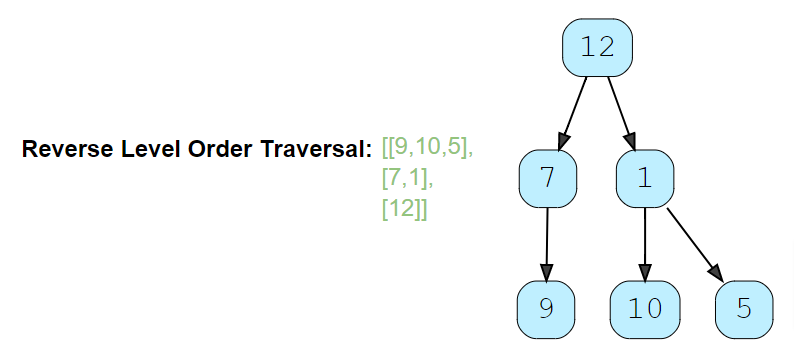 Reverse Level Order Traversal: [[9,10,5],
[7,1],
[12]]
12
7 1
9 10 5